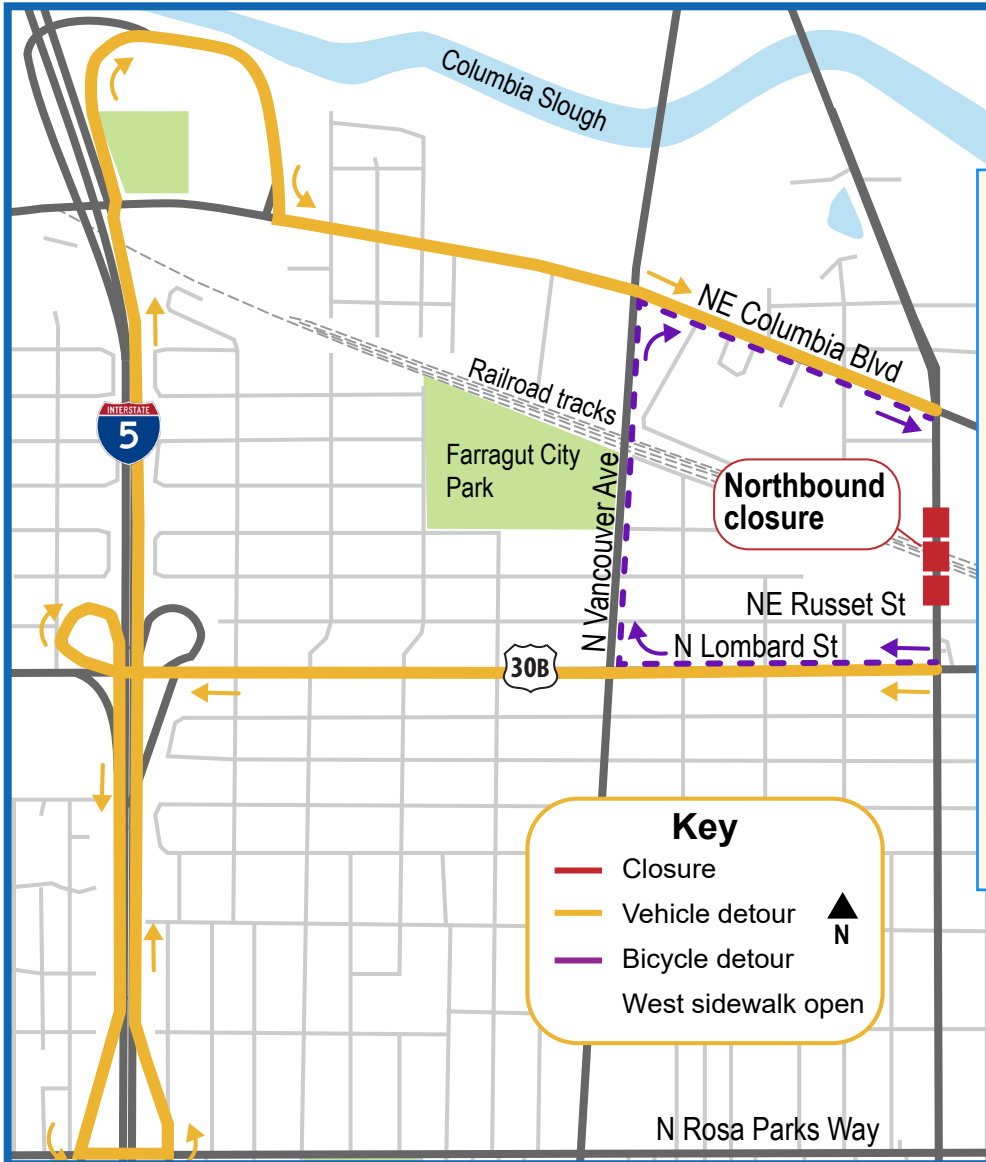 Columbia Slough
NE Columbia Blvd
Railroad tracks
INTERSTATE
5
Farragut City
Park
N Vancouver Ave
Northbound
closure
NE Russet St
N Lombard St
30B
Key
Closure
Vehicle detour
N
Bicycle detour
West sidewalk open
N Rosa Parks Way